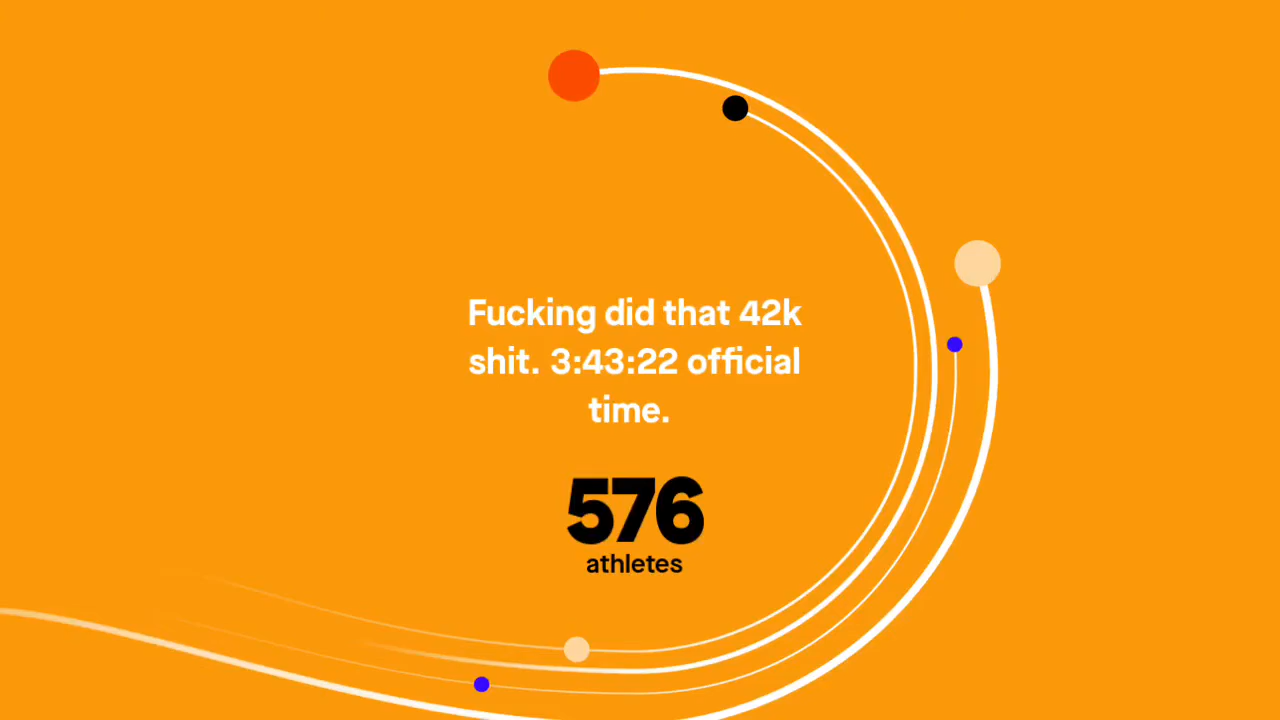 Fucking did that 42k
shit. 3:43:22 official
time.
576
athletes